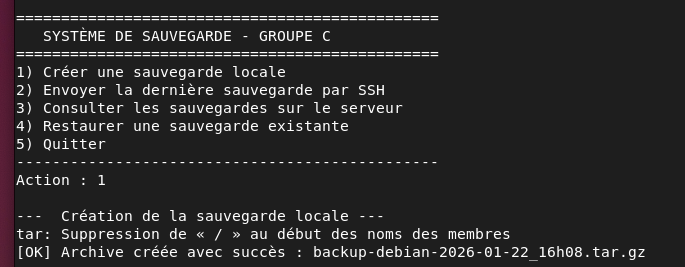 ===============================================
SYSTÈME DE SAUVEGARDE - GROUPE C
===============================================
1) Créer une sauvegarde locale
2) Envoyer la dernière sauvegarde par SSH
3) Consulter les sauvegardes sur le serveur
4) Restaurer une sauvegarde existante
5) Quitter
-----------------------------------------------
Action : 1
---  Création de la sauvegarde locale ---
tar: Suppression de « / » au début des noms des membres
[OK] Archive créée avec succès : backup-debian-2026-01-22_16h08.tar.gz